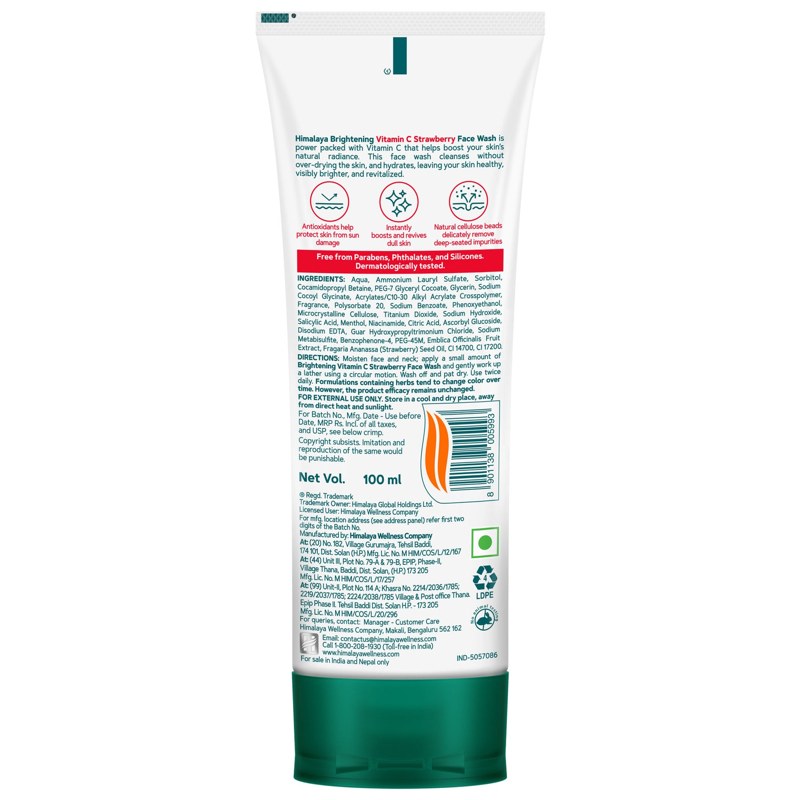 Himalaya Brightening Vitamin C Strawberry Face Wash is
power packed with Vitamin C that helps boost your skin's
natural radiance. This face wash cleanses without
over-drying the skin, and hydrates, leaving your skin healthy,
visibly brighter, and revitalized.
Antioxidants help
protect skin from sun
damage
Instantly
boosts and revives
dull skin
Natural cellulose beads
delicately remove
deep-seated impurities
Free from Parabens, Phthalates, and Silicones.
Dermatologically tested.
INGREDIENTS: Aqua, Ammonium Lauryl Sulfate, Sorbitol,
Cocamidopropyl Betaine, PEG-7 Glyceryl Cocoate, Glycerin, Sodium
Cocoyl Glycinate, Acrylates/C10-30 Alkyl Acrylate Crosspolymer,
Fragrance, Polysorbate 20, Sodium Benzoate, Phenoxyethanol,
Microcrystalline Cellulose, Titanium Dioxide, Sodium Hydroxide,
Salicylic Acid, Menthol, Niacinamide, Citric Acid, Ascorbyl Glucoside,
Disodium EDTA, Guar Hydroxypropyltrimonium Chloride, Sodium
Metabisulfite, Benzophenone-4, PEG-45M, Emblica Officinalis Fruit
Extract, Fragaria Ananassa (Strawberry) Seed Oil, CI 14700, CI 17200.
DIRECTIONS: Moisten face and neck; apply a small amount of
Brightening Vitamin C Strawberry Face Wash and gently work up
a lather using a circular motion. Wash off and pat dry. Use twice
daily. Formulations containing herbs tend to change color over
time. However, the product efficacy remains unchanged.
FOR EXTERNAL USE ONLY. Store in a cool and dry place, away
from direct heat and sunlight.
For Batch No., Mfg. Date - Use before
Date, MRP Rs. Incl. of all taxes,
and USP, see below crimp.
Copyright subsists. Imitation and
reproduction of the same would
be punishable.
8 901138 005993
Net Vol. 100 ml
® Regd. Trademark
Trademark Owner: Himalaya Global Holdings Ltd.
Licensed User: Himalaya Wellness Company
For mfg. location address (see address panel) refer first two
digits of the Batch No.
Manufactured by: Himalaya Wellness Company
At: (20) No. 182, Village Gurumajra, Tehsil Baddi,
174 101, Dist. Solan (H.P.) Mfg. Lic. No. M HIM/COS/L/12/167
At: (44) Unit III, Plot No. 79-A & 79-B, EPIP, Phase-II,
Village Thana, Baddi, Dist. Solan, (H.P.) 173 205
Mfg. Lic. No. M HIM/COS/L/17/257
At: (99) Unit-II, Plot No. 114 A; Khasra No. 2214/2036/1785;
2219/2037/1785; 2224/2038/1785 Village & Post office Thana.
Epip Phase II. Tehsil Baddi Dist. Solan H.P. - 173 205
Mfg. Lic. No. M HIM/COS/L/20/296
4
LDPE
No animal testing
For queries, contact: Manager - Customer Care
Himalaya Wellness Company, Makali, Bengaluru 562 162
Email: contactus@himalayawellness.com
Call 1-800-208-1930 (Toll-free in India)
www.himalayawellness.com
For sale in India and Nepal only
IND-5057086